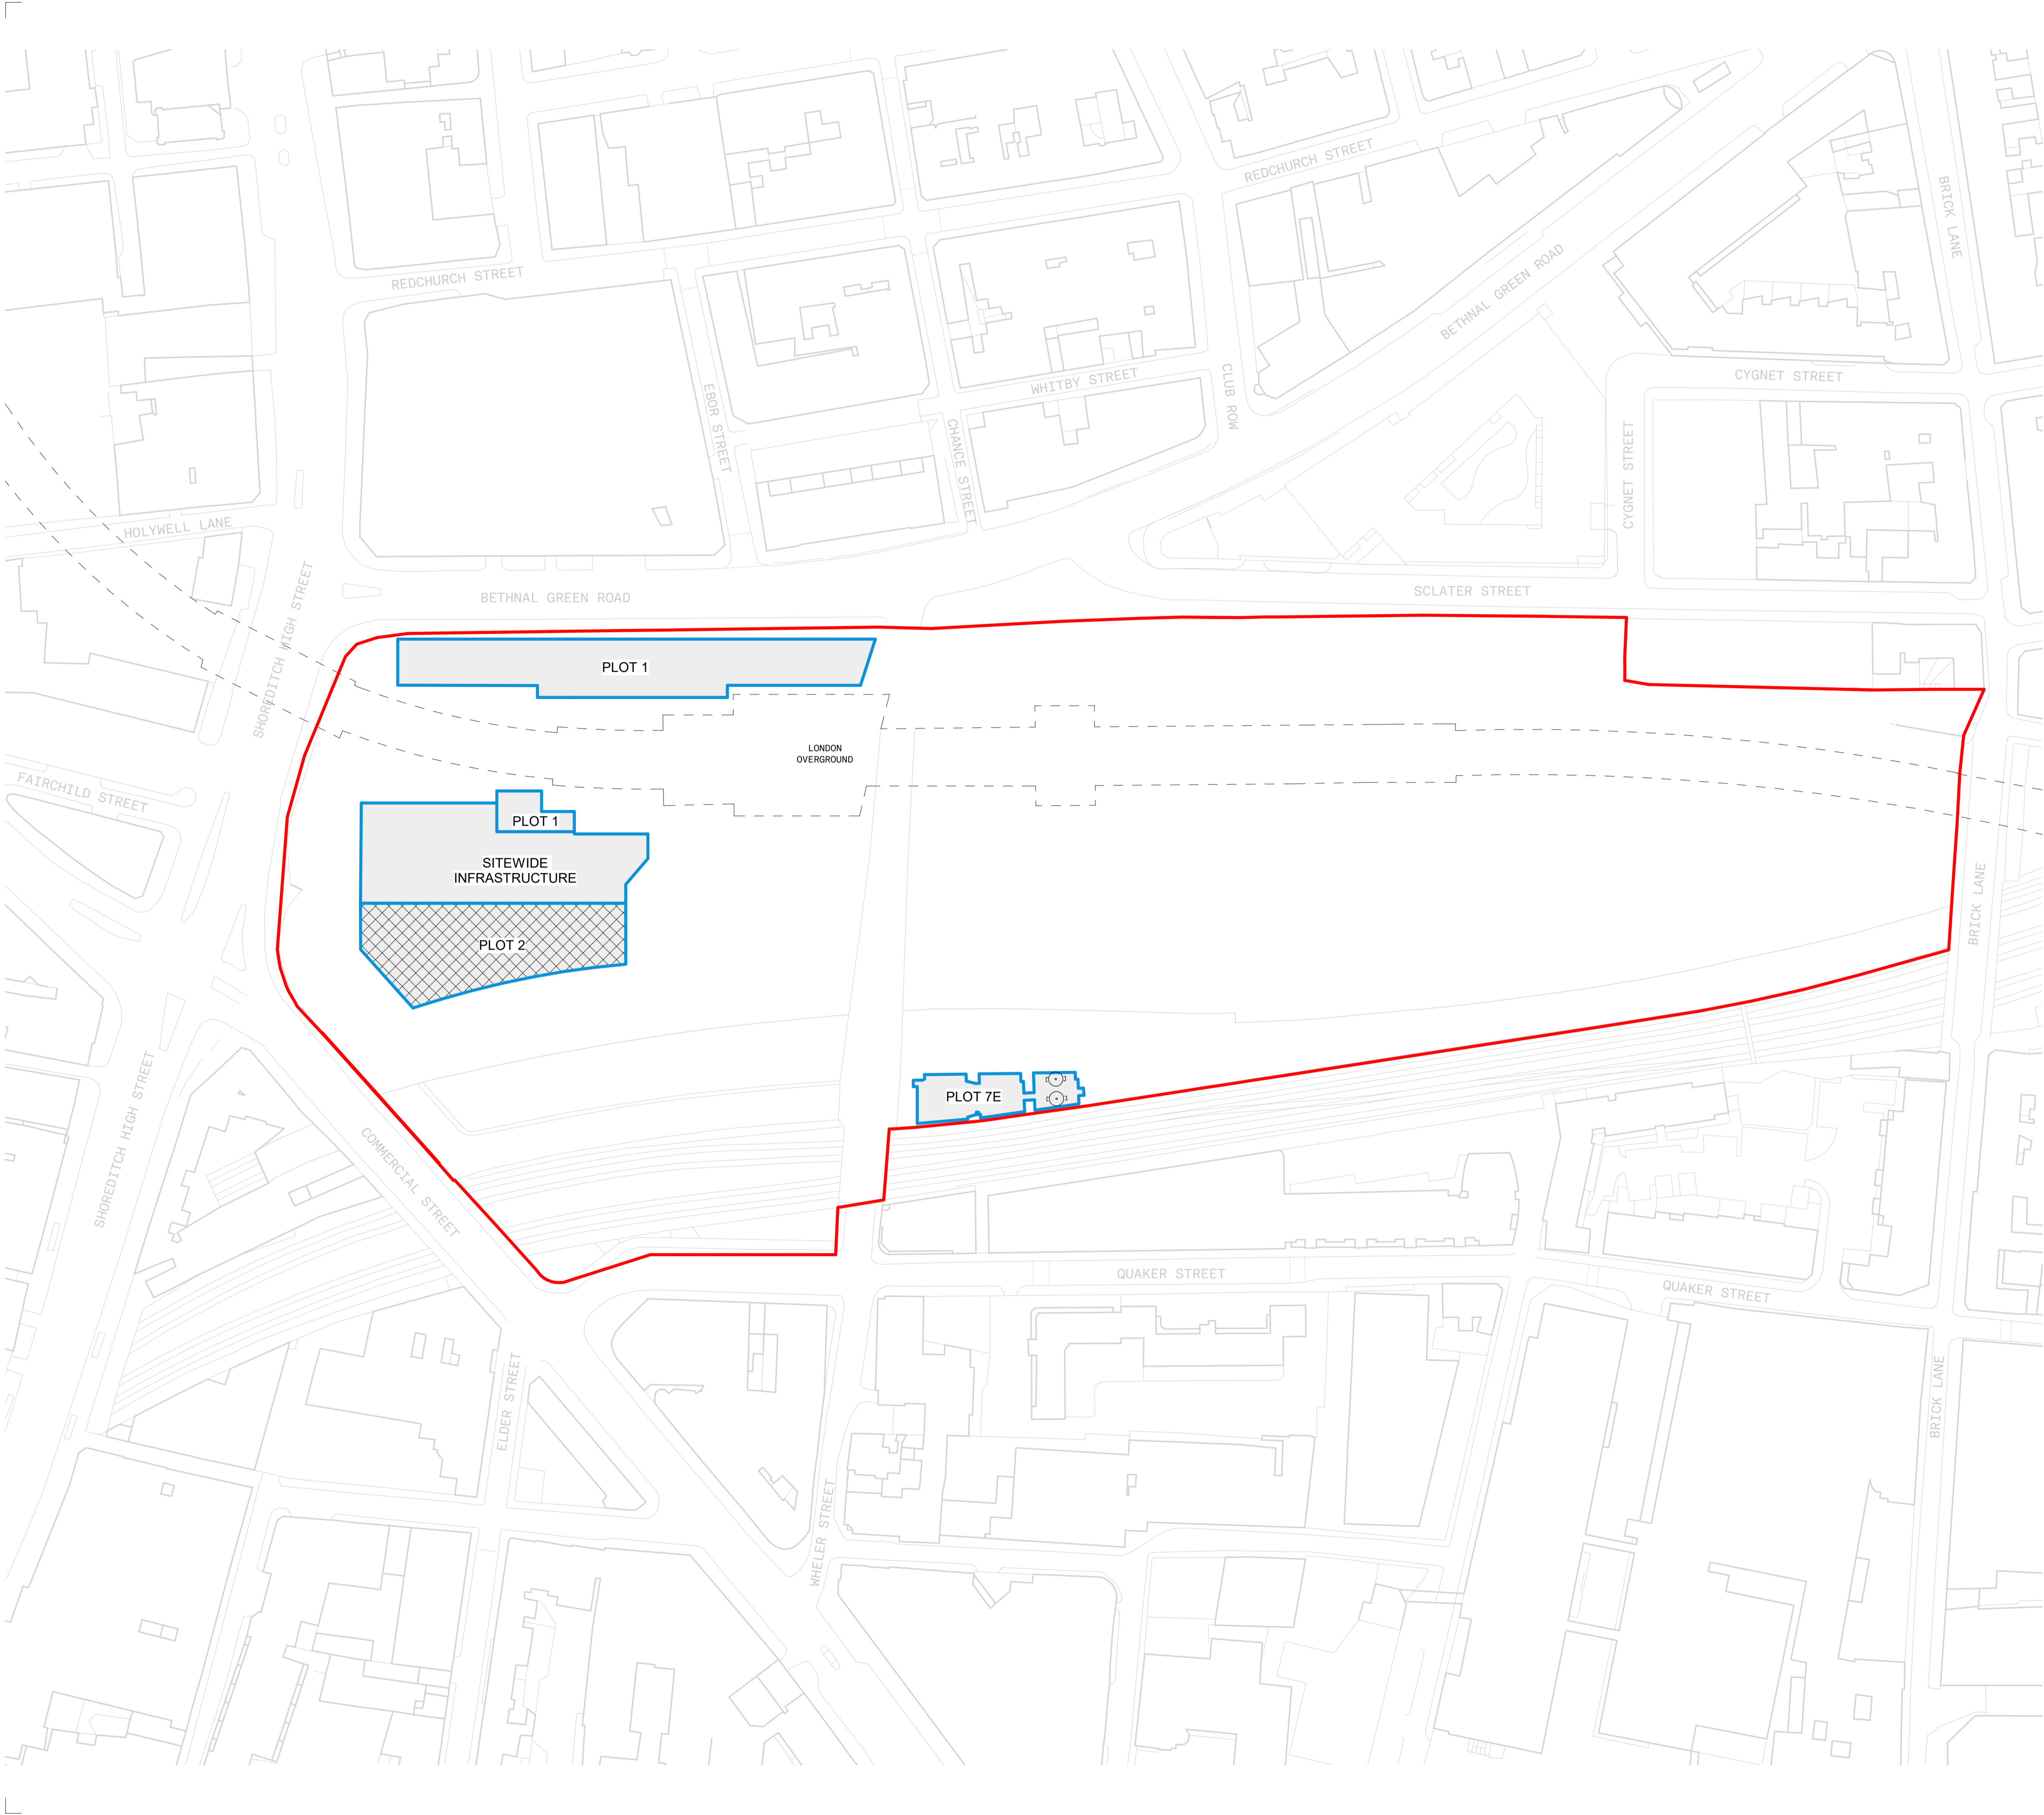 REDCHURCH STREET
BRICK LANE
BETHNAL GREEN ROAD
REDCHURCH STREET
WHITBY STREET
CYGNET STREET
CLUB ROW
EBOR STREET
CHANCE STREET
CYGNET STREET
HOLYWELL LANE
BETHNAL GREEN ROAD
SCLATER STREET
SHOREDITCH HIGH STREET
PLOT 1
LONDON
OVERGROUND
FAIRCHILD STREET
PLOT 1
SITEWIDE
INFRASTRUCTURE
PLOT 2
BRICK LANE
PLOT 7E
SHOREDITCH HIGH STREET
COMMERCIAL STREET
QUAKER STREET
QUAKER STREET
ELDER STREET
BRICK LANE
WHELER STREET